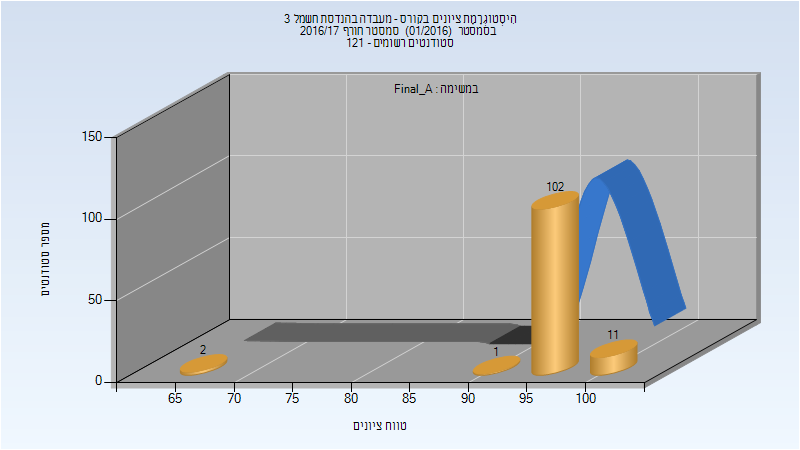 היסטוגרמת ציונים בקורס - מעבדה בהנדסת חשמל 3
בסמסטר (01/2016) סמסטר חורף 2016/17
סטודנטים רשומים - 121
במשימה : Final_A
150
100
50
0
מספר סטודנטים
102
11
2
1
65 70 75 80 85 90 95 100
טווח ציונים